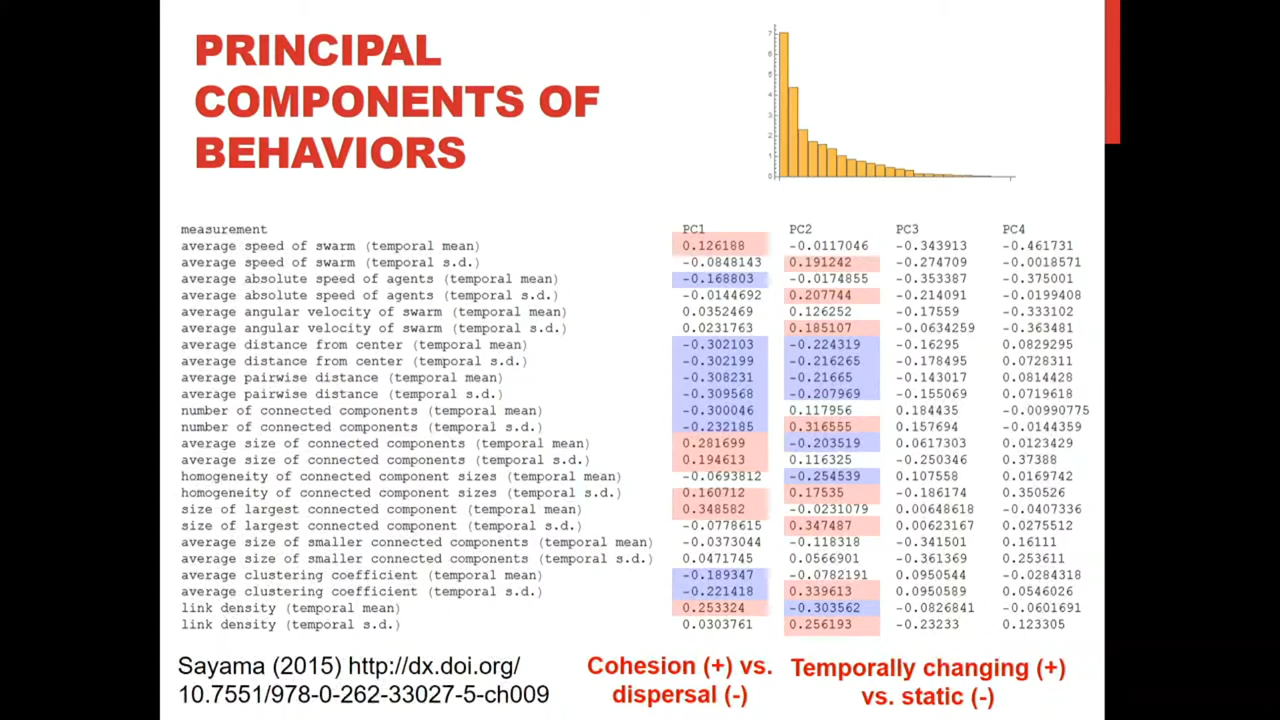 PRINCIPAL
COMPONENTS OF
BEHAVIORS
7
6
5
4
3
2
1
0
measurement PC1 PC2 PC3 PC4
average speed of swarm (temporal mean) 0.126188 -0.0117046 -0.343913 -0.461731
average speed of swarm (temporal s.d.) -0.0848143 0.191242 -0.274709 -0.0018571
average absolute speed of agents (temporal mean) -0.168803 -0.0174855 -0.353387 -0.375001
average absolute speed of agents (temporal s.d.) -0.0144692 0.207744 -0.214091 -0.0199408
average angular velocity of swarm (temporal mean) 0.0352469 0.126252 -0.17559 -0.333102
average angular velocity of swarm (temporal s.d.) 0.0231763 0.185107 -0.0634259 -0.363481
average distance from center (temporal mean) -0.302103 -0.224319 -0.16295 0.0829295
average distance from center (temporal s.d.) -0.302199 -0.216265 -0.178495 0.0728311
average pairwise distance (temporal mean) -0.308231 -0.21665 -0.143017 0.0814428
average pairwise distance (temporal s.d.) -0.309568 -0.207969 -0.155069 0.0719618
number of connected components (temporal mean) -0.300046 0.117956 0.184435 -0.00990775
number of connected components (temporal s.d.) -0.232185 0.316555 0.157694 -0.0144359
average size of connected components (temporal mean) 0.281699 -0.203519 0.0617303 0.0123429
average size of connected components (temporal s.d.) 0.194613 0.116325 -0.250346 0.37388
homogeneity of connected component sizes (temporal mean) -0.0693812 -0.254539 0.107558 0.0169742
homogeneity of connected component sizes (temporal s.d.) 0.160712 0.17535 -0.186174 0.350526
size of largest connected component (temporal mean) 0.348582 -0.0231079 0.00648618 -0.0407336
size of largest connected component (temporal s.d.) -0.0778615 0.347487 0.00623167 0.0275512
average size of smaller connected components (temporal mean) -0.0373044 -0.118318 -0.341501 0.16111
average size of smaller connected components (temporal s.d.) 0.0471745 0.0566901 -0.361369 0.253611
average clustering coefficient (temporal mean) -0.189347 -0.0782191 0.0950544 -0.0284318
average clustering coefficient (temporal s.d.) -0.221418 0.339613 0.0950589 0.0546026
link density (temporal mean) 0.253324 -0.303562 -0.0826841 -0.0601691
link density (temporal s.d.) 0.0303761 0.256193 -0.23233 0.123305
Sayama (2015) http://dx.doi.org/
10.7551/978-0-262-33027-5-ch009
Cohesion (+) vs.
dispersal (-)
Temporally changing (+)
vs. static (-)